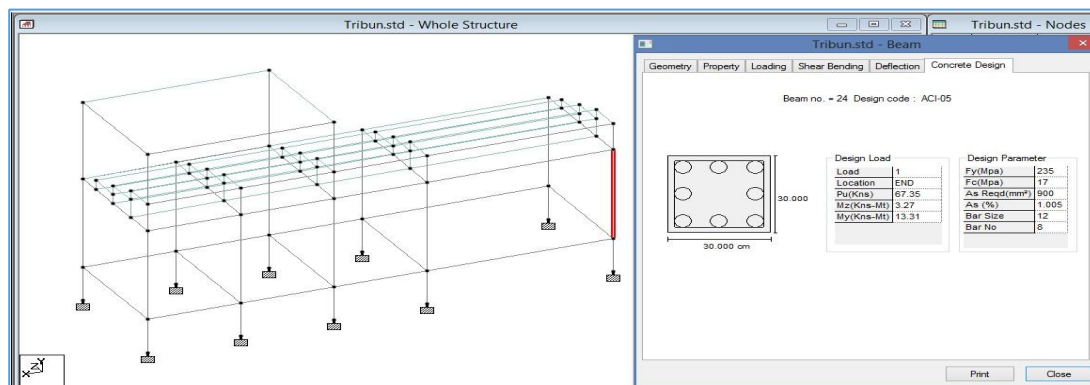 Tribun.std - Whole Structure
Tribun.std - Nodes
Tribun.std - Beam
Geometry Property Loading Shear Bending Deflection Concrete Design
Beam no. = 24 Design code : ACI-05
30.000
30.000 cm
Design Load
Load 1
Location END
Pu(Kns) 67.35
Mz(Kns-Mt) 3.27
My(Kns-Mt) 13.31
Design Parameter
Fy(Mpa) 235
Fc(Mpa) 17
As Reqd(mm²) 900
As (%) 1.005
Bar Size 12
Bar No 8
Print Close
Y
X Z